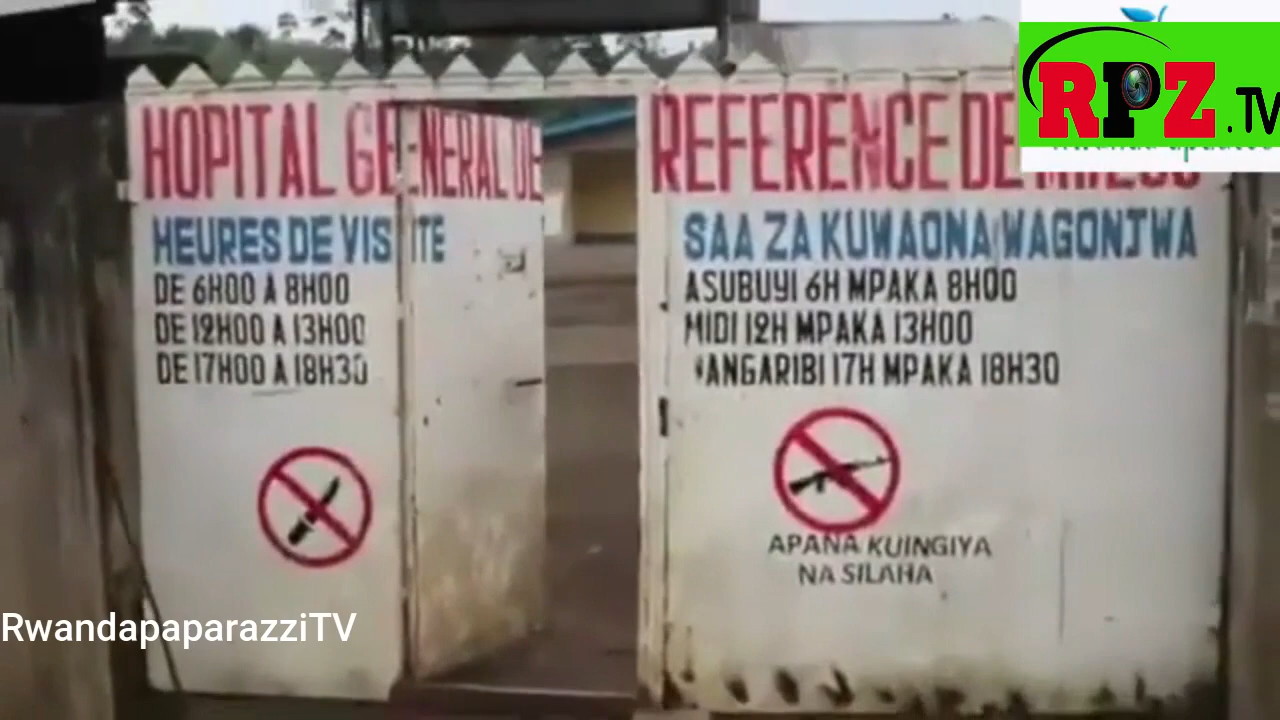 HOPITAL GENERAL DE REFERENCE DE
HEURES DE VISITE
DE 6H00 A 8H00
DE 12H00 A 13H00
DE 17H00 A 18H30
SAA ZA KUWAONA WAGONJWA
ASUBUYI 6H MPAKA 8H00
MIDI 12H MPAKA 13H00
MANGARIBI 17H MPAKA 18H30
APANA KUINGIYA
NA SILAHA
RPZ.TV
RwandapaparazziTV